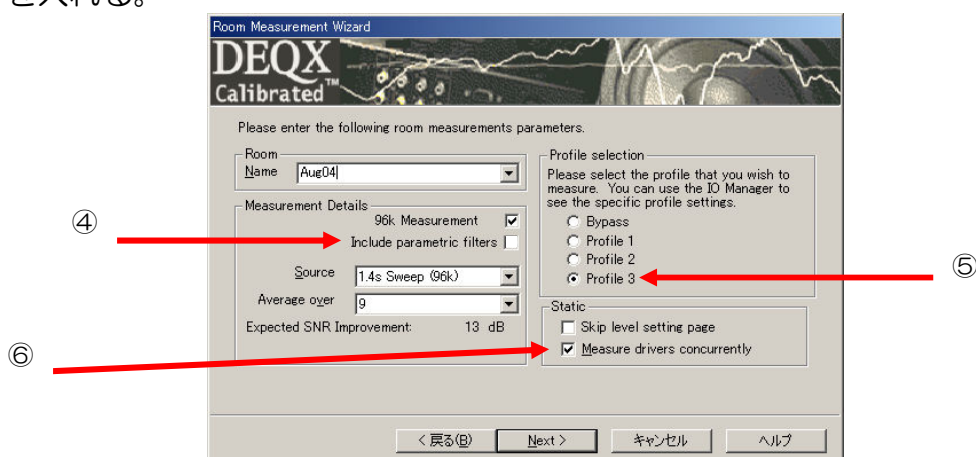 を入れる。
Room Measurement Wizard
DEQX
Calibrated™
Please enter the following room measurements parameters.
Room
Name Aug04
Measurement Details
96k Measurement
Include parametric filters
Source 1.4s Sweep (96k)
Average over 9
Expected SNR Improvement: 13 dB
Profile selection
Please select the profile that you wish to
measure. You can use the IO Manager to
see the specific profile settings.
Bypass
Profile 1
Profile 2
Profile 3
Static
Skip level setting page
Measure drivers concurrently
④
⑤
⑥
< 戻る(B)
Next >
キャンセル
ヘルプ